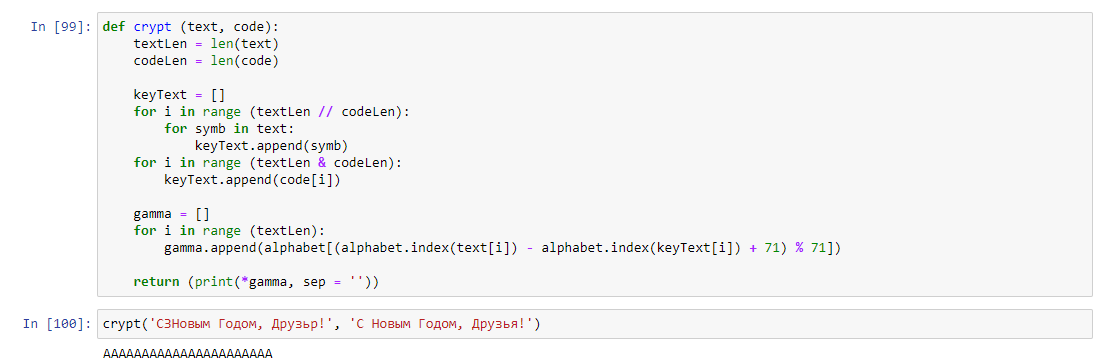 In [99]: def crypt (text, code):
textLen = len(text)
codeLen = len(code)
keyText = []
for i in range (textLen // codeLen):
for symb in text:
keyText.append(symb)
for i in range (textLen & codeLen):
keyText.append(code[i])
gamma = []
for i in range (textLen):
gamma.append(alphabet[(alphabet.index(text[i]) - alphabet.index(keyText[i]) + 71) % 71])
return (print(*gamma, sep = ''))
In [100]: crypt('СЗНовым Годом, Друзьр!', 'С Новым Годом, Друзья!')
АААААААААААААААААААААА